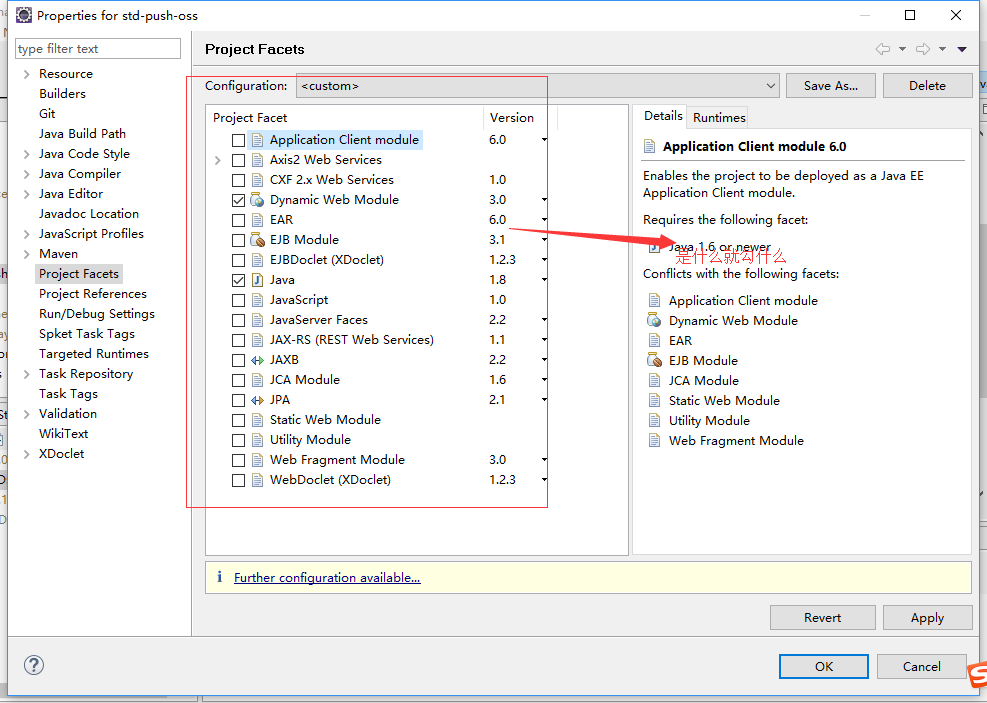 Properties for std-push-oss
type filter text
Resource
Builders
Git
Java Build Path
Java Code Style
Java Compiler
Java Editor
Javadoc Location
JavaScript Profiles
Maven
Project Facets
Project References
Run/Debug Settings
Spket Task Tags
Targeted Runtimes
Task Repository
Task Tags
Validation
WikiText
XDoclet
Project Facets
Configuration: <custom> Save As... Delete
Project Facet Version
Application Client module 6.0
Axis2 Web Services
CXF 2.x Web Services 1.0
Dynamic Web Module 3.0
EAR 6.0
EJB Module 3.1
EJBDoclet (XDoclet) 1.2.3
Java 1.8
JavaScript 1.0
JavaServer Faces 2.2
JAX-RS (REST Web Services) 1.1
JAXB 2.2
JCA Module 1.6
JPA 2.1
Static Web Module
Utility Module
Web Fragment Module 3.0
WebDoclet (XDoclet) 1.2.3
Details Runtimes
Application Client module 6.0
Enables the project to be deployed as a Java EE
Application Client module.
Requires the following facet:
Java 1.6 or newer
是什么就勾什么
Conflicts with the following facets:
Application Client module
Dynamic Web Module
EAR
EJB Module
JCA Module
Static Web Module
Utility Module
Web Fragment Module
Further configuration available...
Revert Apply
OK Cancel